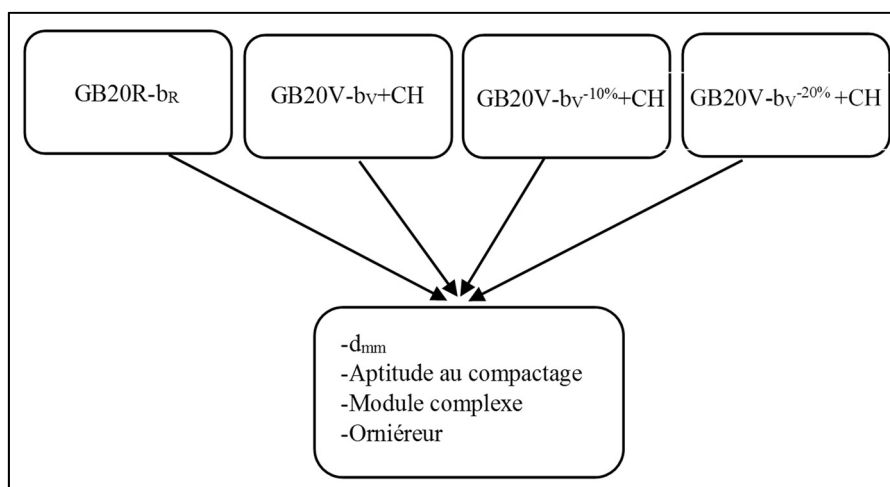 GB20R-bR
GB20V-bV+CH
GB20V-bV-10%+CH
GB20V-bV-20% +CH
-dmm
-Aptitude au compactage
-Module complexe
-Orniéreur